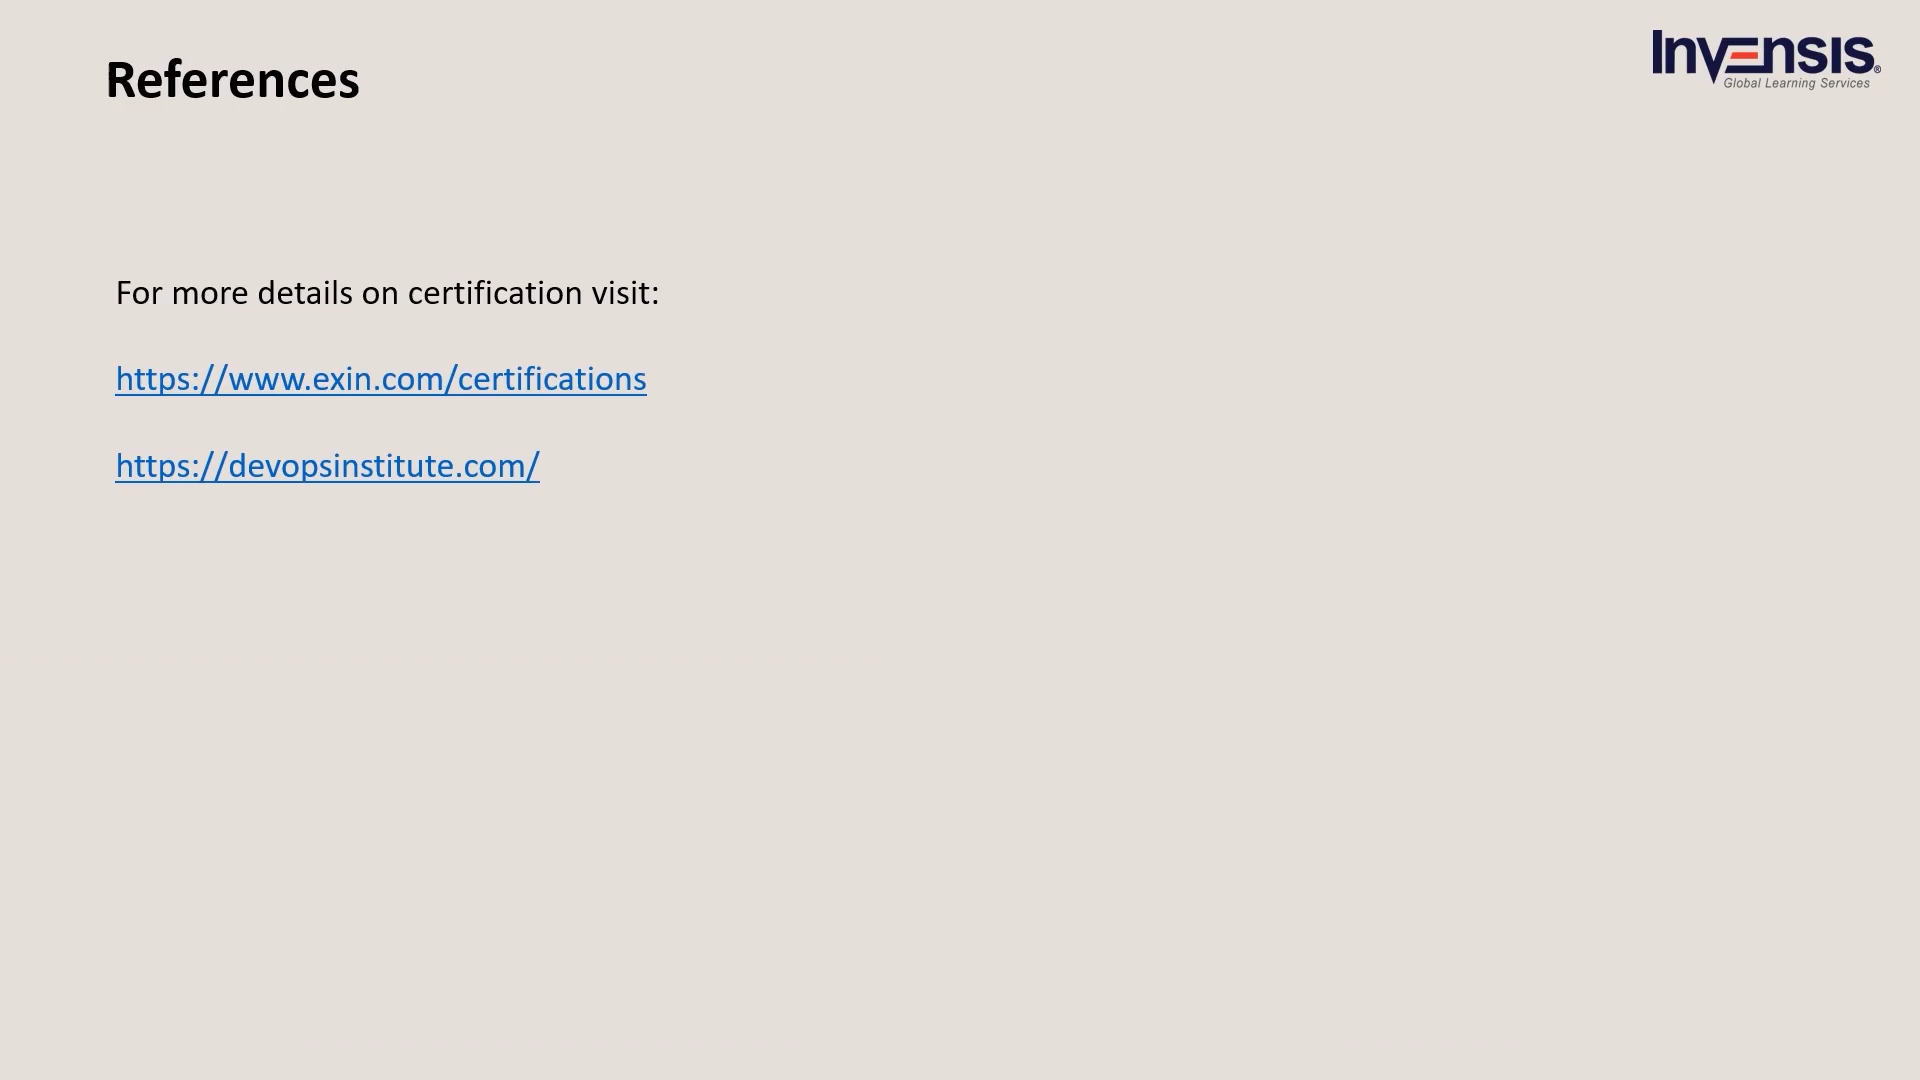 References
Invensis®
Global Learning Services
For more details on certification visit:
https://www.exin.com/certifications
https://devopsinstitute.com/